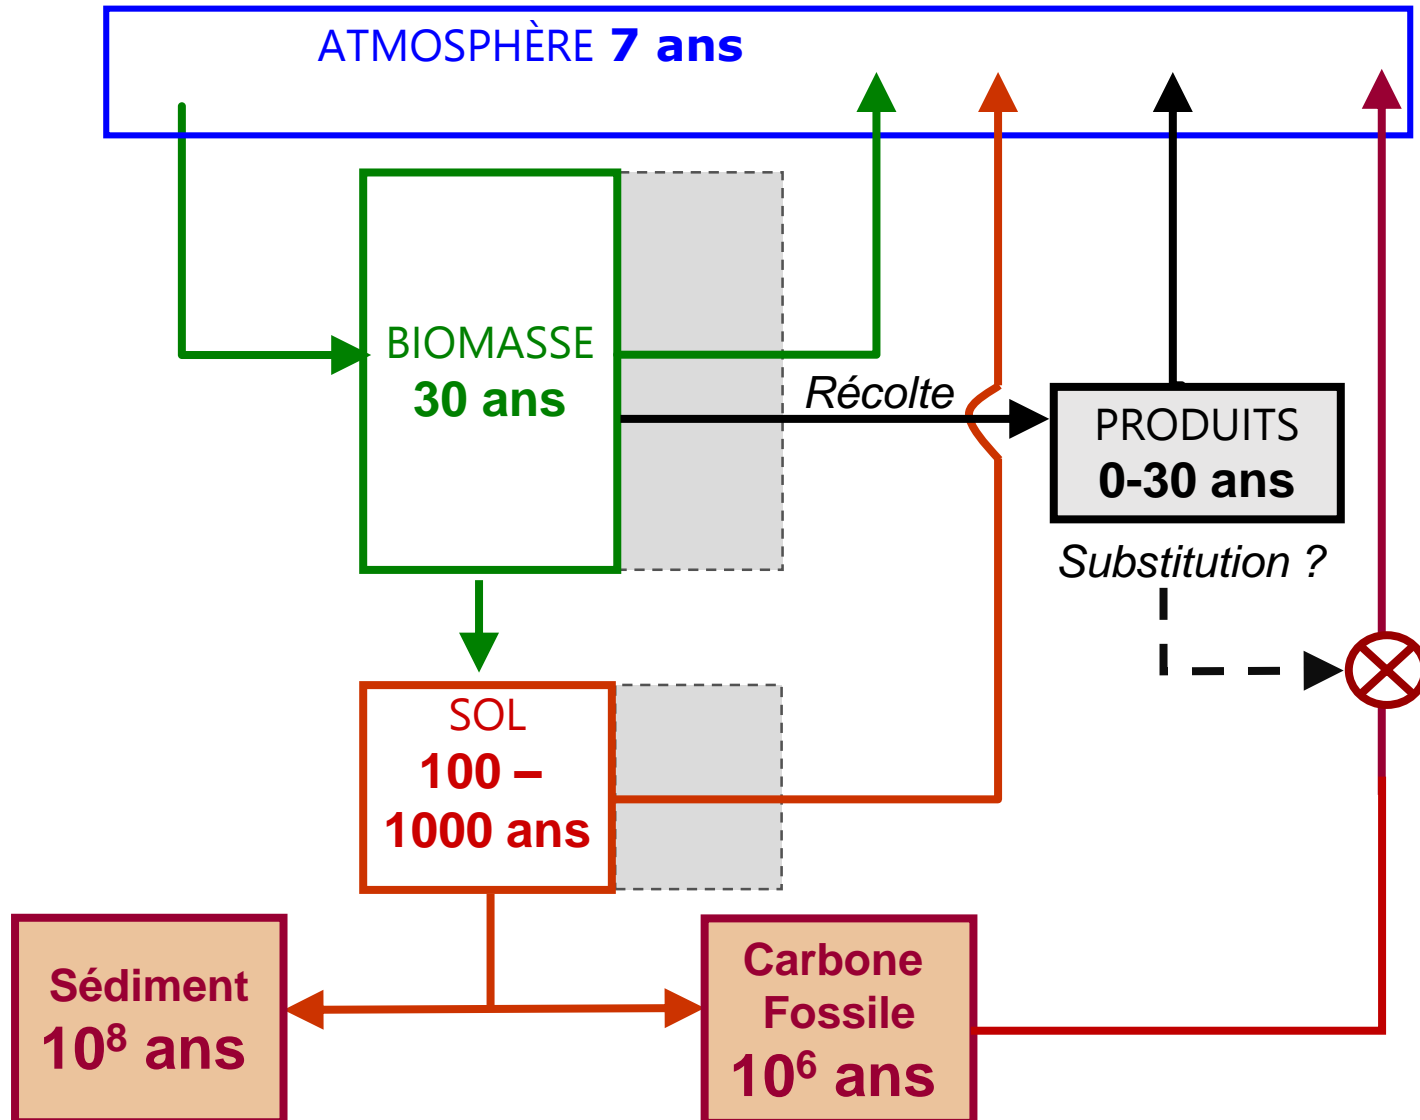 ATMOSPHÈRE 7 ans
BIOMASSE
30 ans
Récolte
PRODUITS
0-30 ans
Substitution ?
SOL
100 –
1000 ans
Sédiment
10⁸ ans
Carbone
Fossile
10⁶ ans